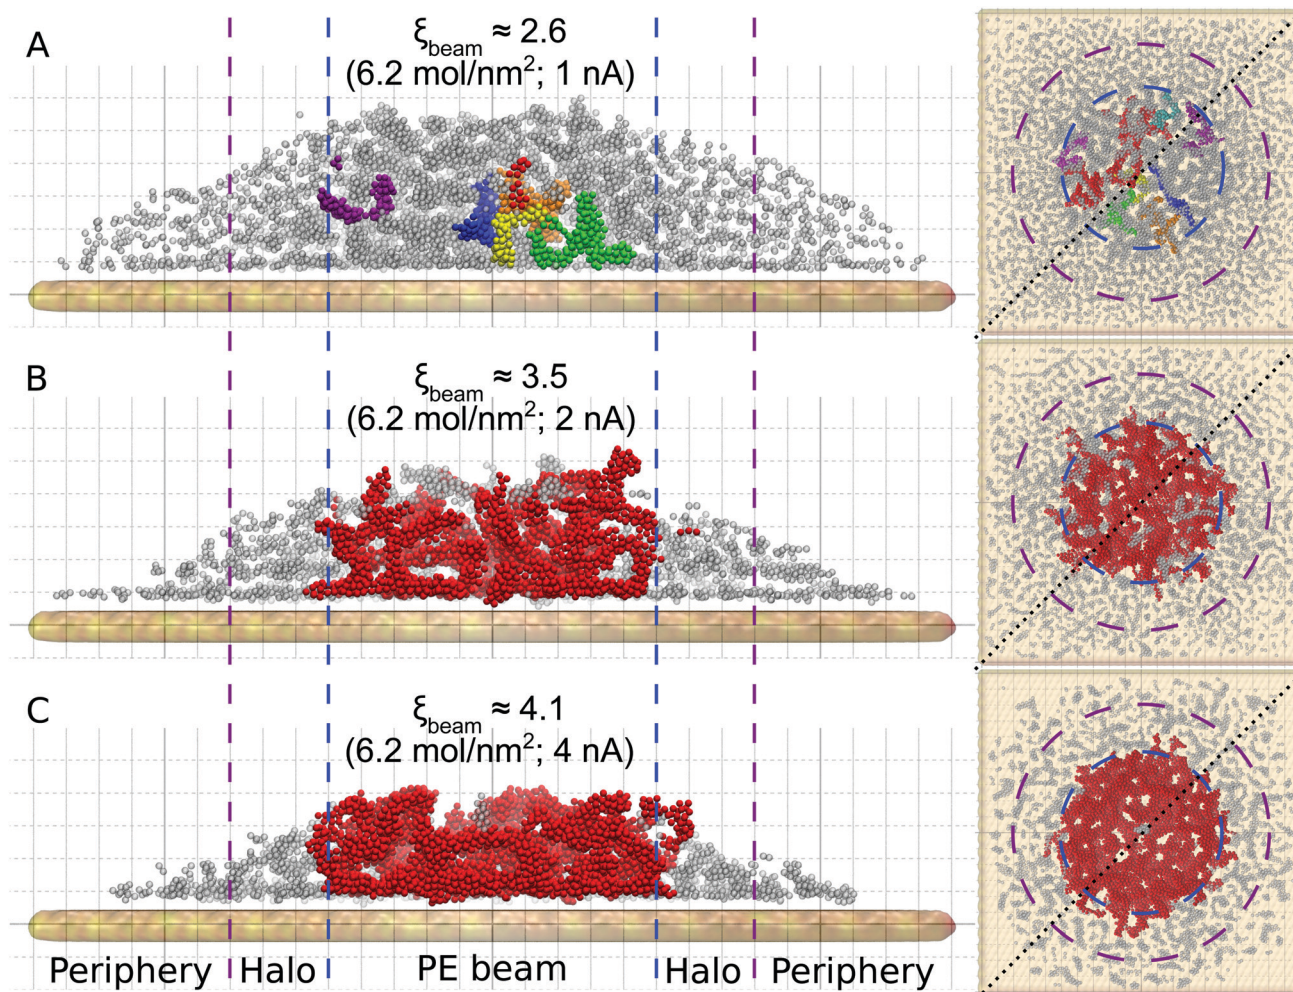 A
ξbeam ≈ 2.6
(6.2 mol/nm²; 1 nA)
B
ξbeam ≈ 3.5
(6.2 mol/nm²; 2 nA)
C
ξbeam ≈ 4.1
(6.2 mol/nm²; 4 nA)
Periphery Halo PE beam Halo Periphery